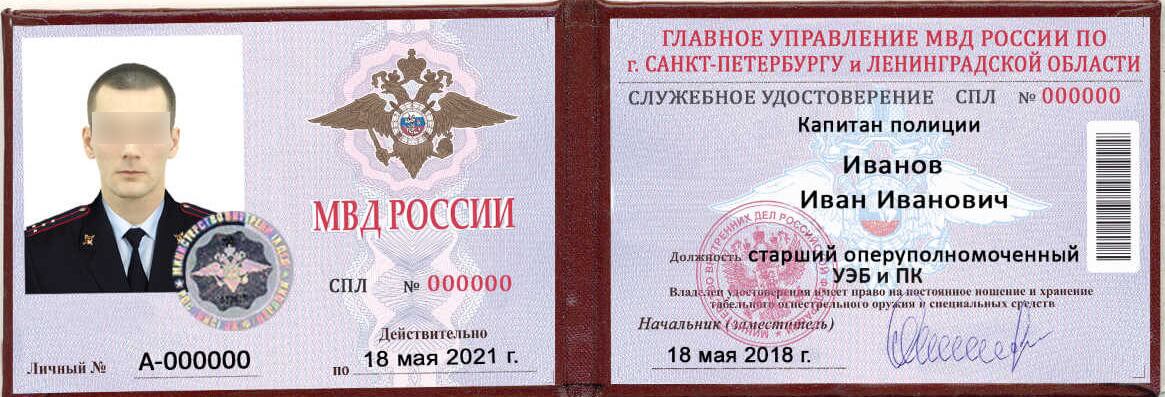 МВД РОССИИ
СПЛ № 000000
Действительно
по 18 мая 2021 г.
Личный № А-000000
ГЛАВНОЕ УПРАВЛЕНИЕ МВД РОССИИ ПО
г. САНКТ-ПЕТЕРБУРГУ и ЛЕНИНГРАДСКОЙ ОБЛАСТИ
СЛУЖЕБНОЕ УДОСТОВЕРЕНИЕ СПЛ № 000000
Капитан полиции
Иванов
Иван Иванович
Должность старший оперуполномоченный
УЭБ и ПК
Владелец удостоверения имеет право на постоянное ношение и хранение
табельного огнестрельного оружия и специальных средств
Начальник (заместитель)
18 мая 2018 г.